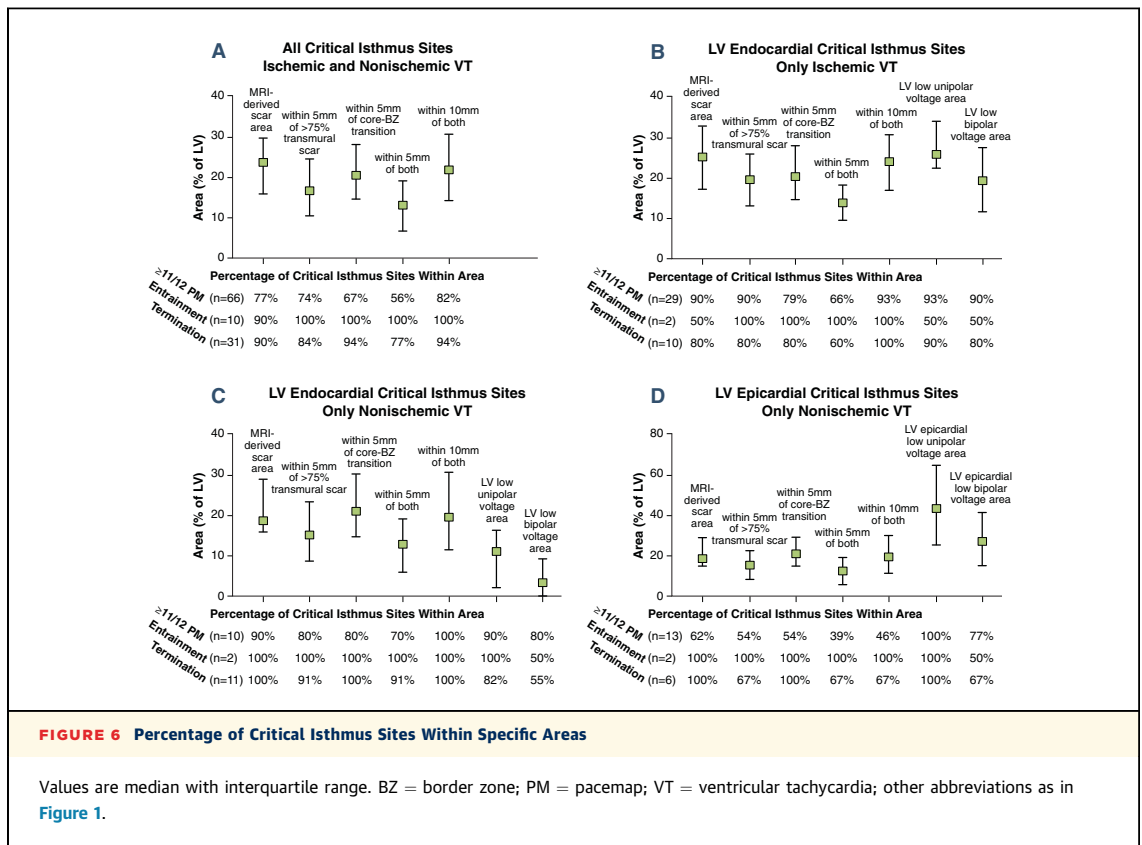 A
All Critical Isthmus Sites
Ischemic and Nonischemic VT
Area (% of LV)
40
30
20
10
0
MRI-
derived
scar
area
within 5mm
of >75%
transmural
scar
within 5mm
of core-BZ
transition
within 5mm
of both
within 10mm
of both
Percentage of Critical Isthmus Sites Within Area
≥11/12 PM (n=66) 77% 74% 67% 56% 82%
Entrainment (n=10) 90% 100% 100% 100% 100%
Termination (n=31) 90% 84% 94% 77% 94%
B
LV Endocardial Critical Isthmus Sites
Only Ischemic VT
Area (% of LV)
40
30
20
10
0
MRI-
derived
scar
area
within 5mm
of >75%
transmural scar
within 5mm
of core-BZ
transition
within 5mm
of both
within 10mm
of both
LV low unipolar
voltage area
LV low
bipolar
voltage area
Percentage of Critical Isthmus Sites Within Area
≥11/12 PM (n=29) 90% 90% 79% 66% 93% 93% 90%
Entrainment (n=2) 50% 100% 100% 100% 100% 50% 50%
Termination (n=10) 80% 80% 80% 60% 100% 90% 80%
C
LV Endocardial Critical Isthmus Sites
Only Nonischemic VT
Area (% of LV)
40
30
20
10
0
MRI-
derived
scar
area
within 5mm
of >75%
transmural scar
within 5mm
of core-BZ
transition
within 5mm
of both
within 10mm
of both
LV low
unipolar
voltage
area
LV low
bipolar
voltage
area
Percentage of Critical Isthmus Sites Within Area
≥11/12 PM (n=10) 90% 80% 80% 70% 100% 90% 80%
Entrainment (n=2) 100% 100% 100% 100% 100% 100% 50%
Termination (n=11) 100% 91% 100% 91% 100% 82% 55%
D
LV Epicardial Critical Isthmus Sites
Only Nonischemic VT
Area (% of LV)
80
60
40
20
0
MRI-
derived
scar
area
within 5mm
of >75%
transmural scar
within 5mm
of core-BZ
transition
within 5mm
of both
within 10mm
of both
LV epicardial
low unipolar
voltage area
LV epicardial
low bipolar
voltage area
Percentage of Critical Isthmus Sites Within Area
≥11/12 PM (n=13) 62% 54% 54% 39% 46% 100% 77%
Entrainment (n=2) 100% 100% 100% 100% 100% 100% 50%
Termination (n=6) 100% 67% 100% 67% 67% 100% 67%
FIGURE 6 Percentage of Critical Isthmus Sites Within Specific Areas
Values are median with interquartile range. BZ = border zone; PM = pacemap; VT = ventricular tachycardia; other abbreviations as in
Figure 1.